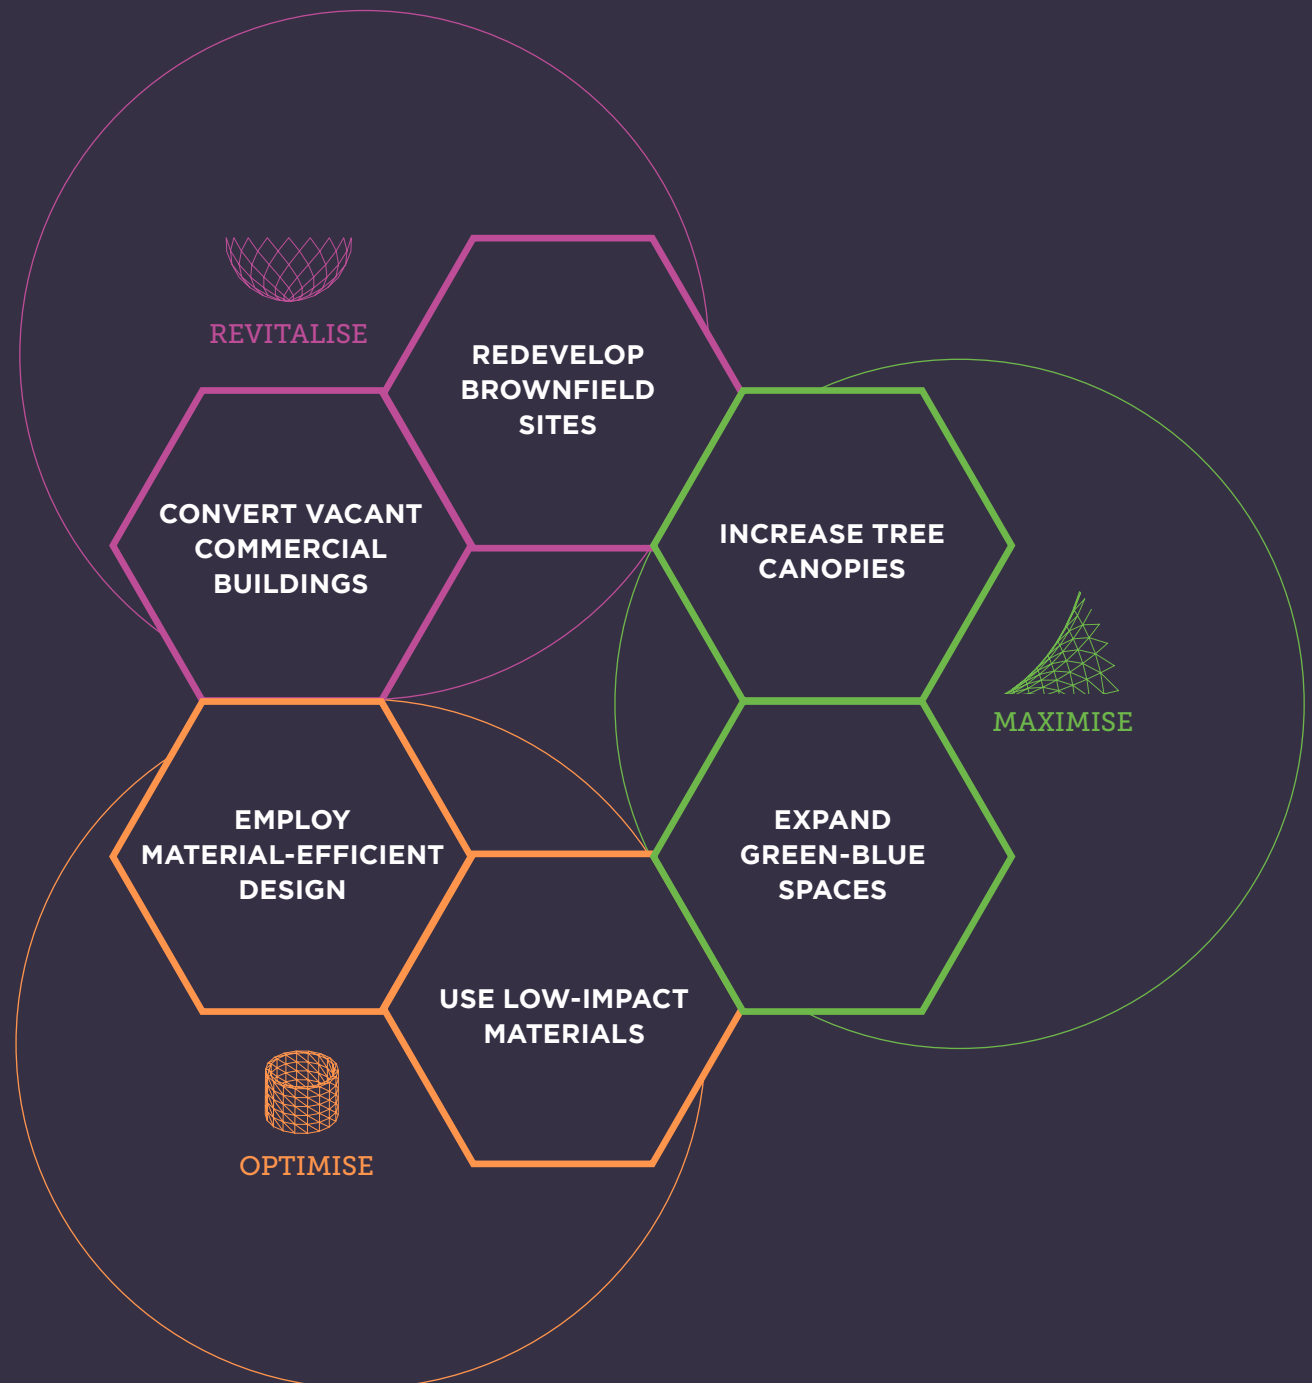 REVITALISE
REDEVELOP
BROWNFIELD
SITES
CONVERT VACANT
COMMERCIAL
BUILDINGS
INCREASE TREE
CANOPIES
MAXIMISE
EXPAND
GREEN-BLUE
SPACES
EMPLOY
MATERIAL-EFFICIENT
DESIGN
USE LOW-IMPACT
MATERIALS
OPTIMISE